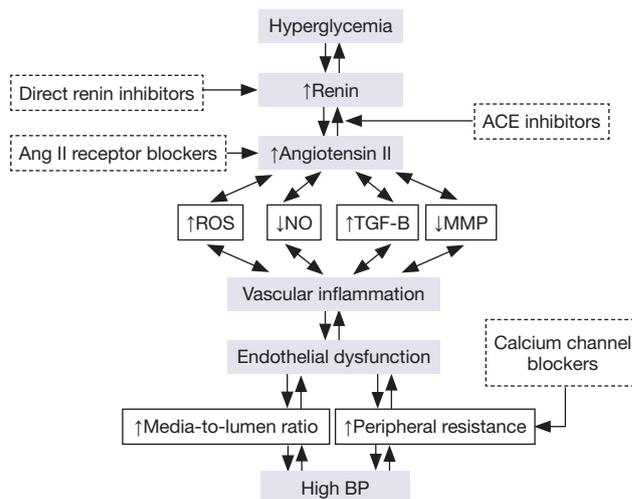 Hyperglycemia
Direct renin inhibitors
↑Renin
ACE inhibitors
Ang II receptor blockers
↑Angiotensin II
↑ROS
↓NO
↑TGF-B
↓MMP
Vascular inflammation
Endothelial dysfunction
Calcium channel
blockers
↑Media-to-lumen ratio
↑Peripheral resistance
High BP